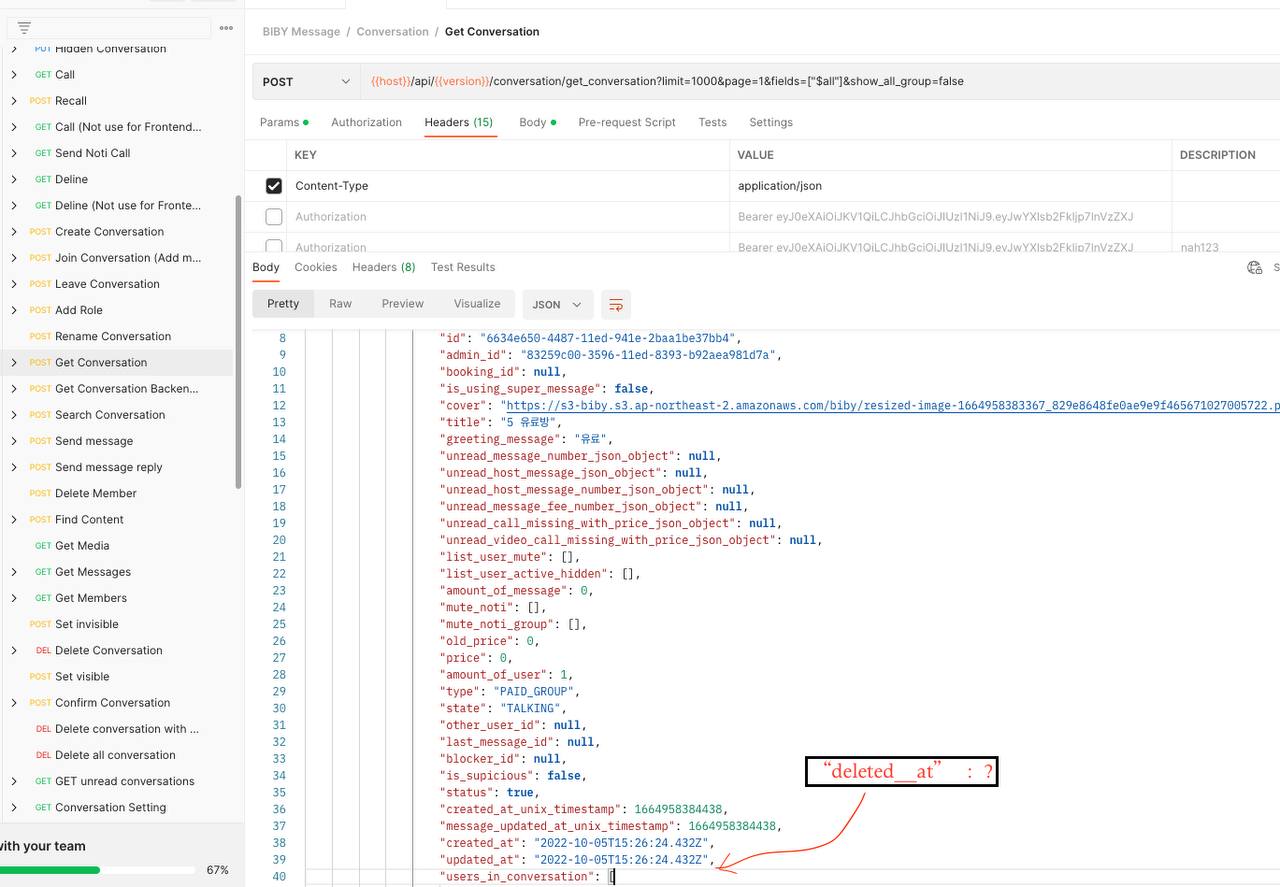 PUT Hidden Conversation
GET Call
POST Recall
GET Call (Not use for Frontend...
GET Send Noti Call
GET Deline
GET Deline (Not use for Fronte...
POST Create Conversation
POST Join Conversation (Add m...
POST Leave Conversation
POST Add Role
POST Rename Conversation
POST Get Conversation
POST Get Conversation Backen...
POST Search Conversation
POST Send message
POST Send message reply
POST Delete Member
POST Find Content
GET Get Media
GET Get Messages
GET Get Members
POST Set invisible
DEL Delete Conversation
POST Set visible
POST Confirm Conversation
DEL Delete conversation with ...
DEL Delete all conversation
GET GET unread conversations
GET Conversation Setting
with your team
67%
BIBY Message / Conversation / Get Conversation
POST {{host}}/api/{{version}}/conversation/get_conversation?limit=1000&page=1&fields=["$all"]&show_all_group=false
Params Authorization Headers (15) Body Pre-request Script Tests Settings
KEY VALUE DESCRIPTION
Content-Type application/json
Authorization Bearer
Authorization Bearer nah123
Body Cookies Headers (8) Test Results
Pretty Raw Preview Visualize JSON
8 "id": "6634e650-4487-11ed-941e-2baa1be37bb4",
9 "admin_id": "83259c00-3596-11ed-8393-b92aea981d7a",
10 "booking_id": null,
11 "is_using_super_message": false,
12 "cover": "https://s3-biby.s3.ap-northeast-2.amazonaws.com/biby/resized-image-1664958383367_829e8648fe0ae9e9f465671027005722.p
13 "title": "5 유료방",
14 "greeting_message": "유료",
15 "unread_message_number_json_object": null,
16 "unread_host_message_json_object": null,
17 "unread_host_message_number_json_object": null,
18 "unread_message_fee_number_json_object": null,
19 "unread_call_missing_with_price_json_object": null,
20 "unread_video_call_missing_with_price_json_object": null,
21 "list_user_mute": [],
22 "list_user_active_hidden": [],
23 "amount_of_message": 0,
24 "mute_noti": [],
25 "mute_noti_group": [],
26 "old_price": 0,
27 "price": 0,
28 "amount_of_user": 1,
29 "type": "PAID_GROUP",
30 "state": "TALKING",
31 "other_user_id": null,
32 "last_message_id": null,
33 "blocker_id": null,
34 "is_supicious": false,
35 "status": true,
36 "created_at_unix_timestamp": 1664958384438,
37 "message_updated_at_unix_timestamp": 1664958384438,
38 "created_at": "2022-10-05T15:26:24.432Z",
39 "updated_at": "2022-10-05T15:26:24.432Z",
40 "users_in_conversation": [
“deleted__at” : ?